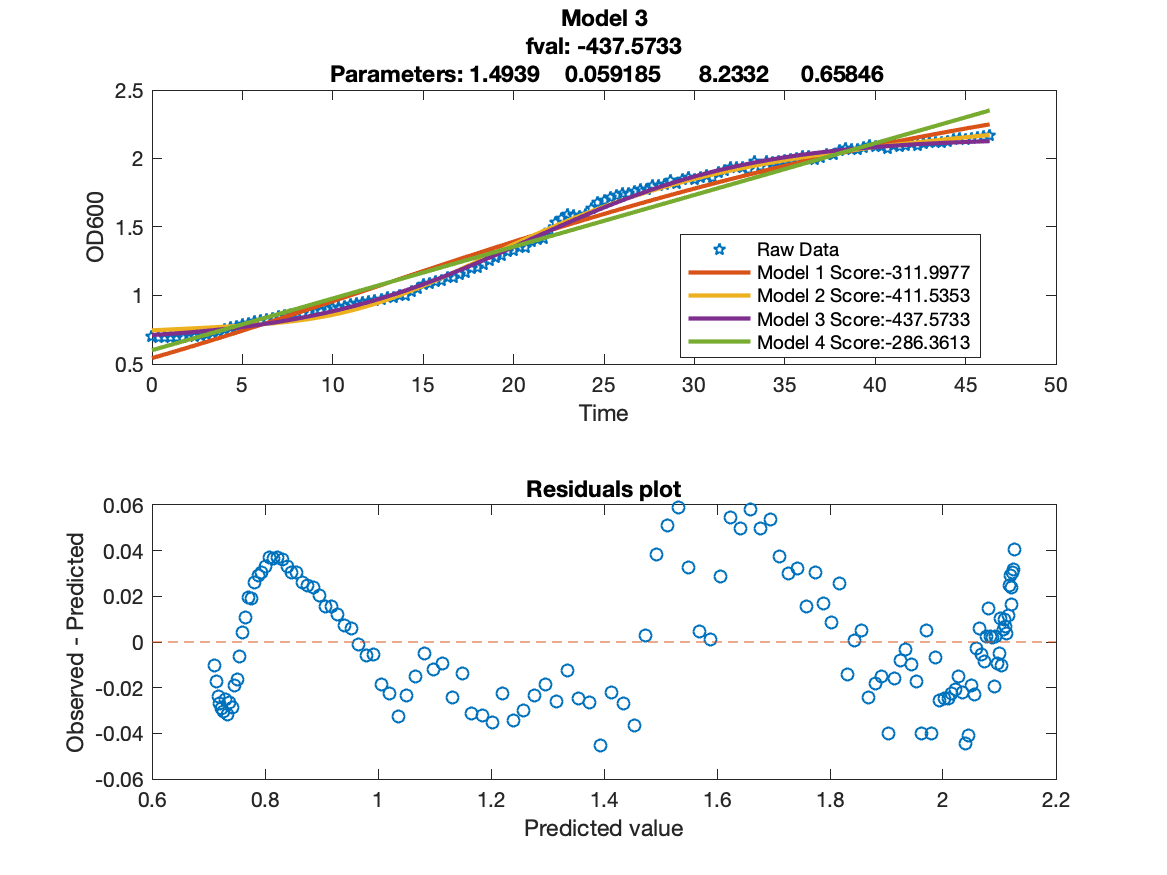 Model 3
fval: -437.5733
Parameters: 1.4939 0.059185 8.2332 0.65846
2.5
2
1.5
1
0.5
OD600
Raw Data
Model 1 Score:-311.9977
Model 2 Score:-411.5353
Model 3 Score:-437.5733
Model 4 Score:-286.3613
0 5 10 15 20 25 30 35 40 45 50
Time
Residuals plot
0.06
0.04
0.02
0
-0.02
-0.04
-0.06
Observed - Predicted
0.6 0.8 1 1.2 1.4 1.6 1.8 2 2.2
Predicted value